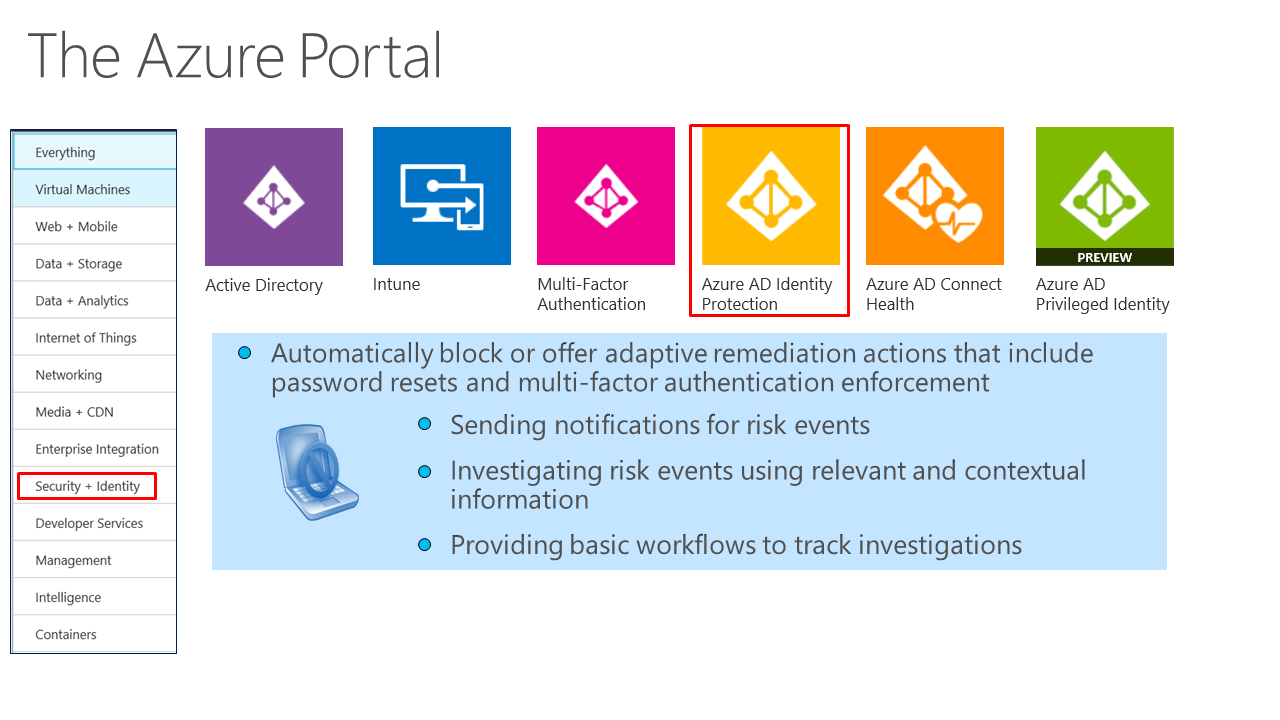 The Azure Portal
Everything
Virtual Machines
Web + Mobile
Data + Storage
Data + Analytics
Internet of Things
Networking
Media + CDN
Enterprise Integration
Security + Identity
Developer Services
Management
Intelligence
Containers
Active Directory
Intune
Multi-Factor
Authentication
Azure AD Identity
Protection
Azure AD Connect
Health
PREVIEW
Azure AD
Privileged Identity
Automatically block or offer adaptive remediation actions that include
password resets and multi-factor authentication enforcement
Sending notifications for risk events
Investigating risk events using relevant and contextual
information
Providing basic workflows to track investigations